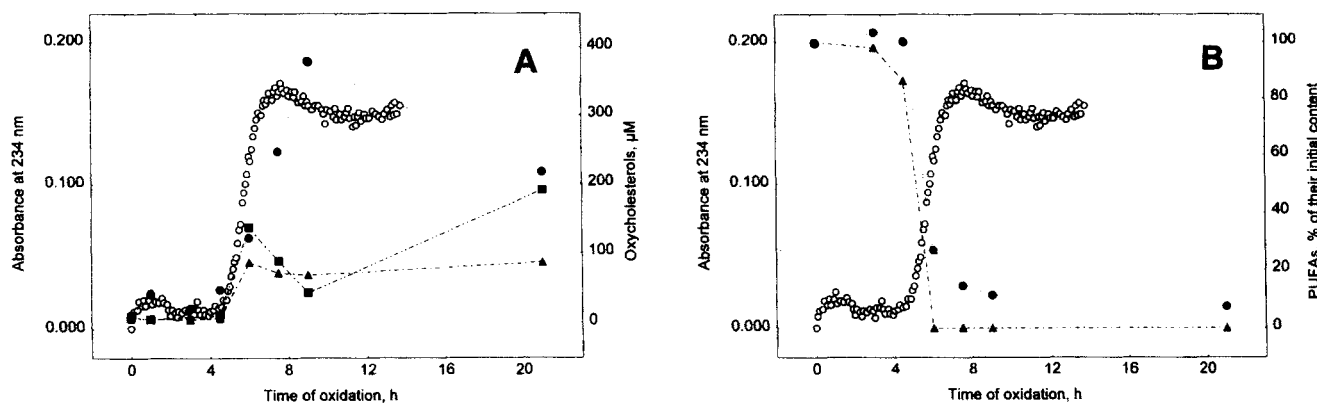 A
0.200
0.100
0.000
Absorbance at 234 nm
400
300
200
100
0
Oxycholesterols, µM
0 4 8 12 16 20
Time of oxidation, h
B
0.200
0.100
0.000
Absorbance at 234 nm
100
80
60
40
20
0
PUFAs, % of their initial content
0 4 8 12 16 20
Time of oxidation, h